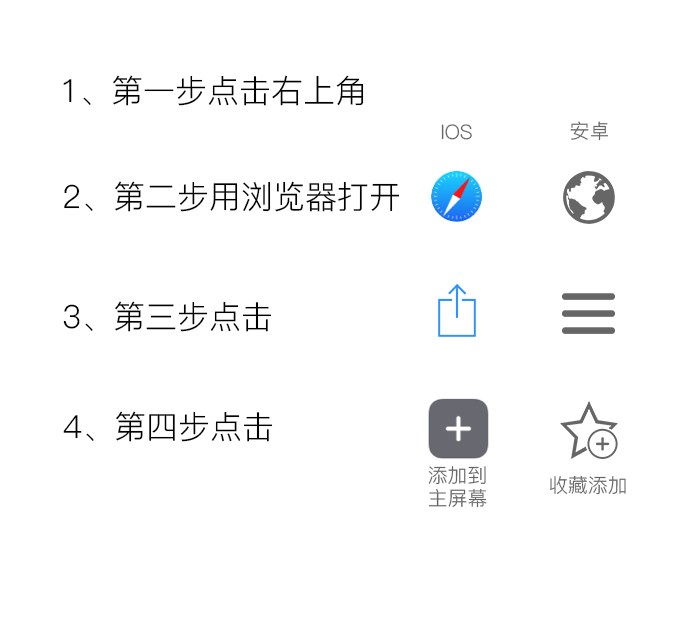 1、第一步点击右上角
IOS
安卓
2、第二步用浏览器打开
3、第三步点击
4、第四步点击
添加到
主屏幕
收藏添加